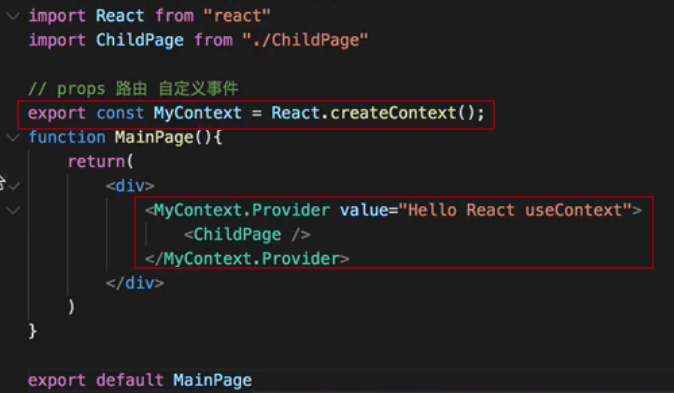 import React from "react"
import ChildPage from "./ChildPage"
// props 路由 自定义事件
export const MyContext = React.createContext();
function MainPage(){
return(
<div>
<MyContext.Provider value="Hello React useContext">
<ChildPage />
</MyContext.Provider>
</div>
)
}
export default MainPage